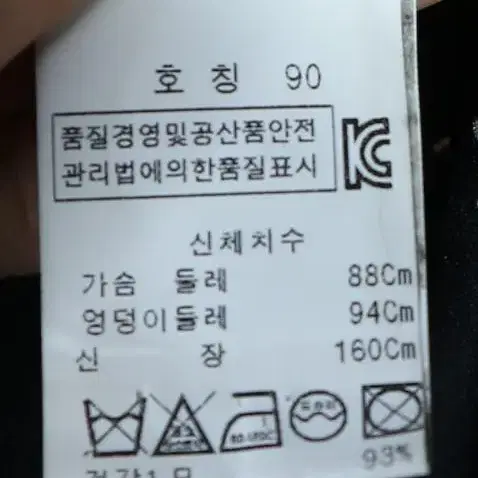 호 칭 90
품질경영및공산품안전
관리법에의한품질표시
신체치수
가슴 둘레 88Cm
엉덩이둘레 94Cm
신 장 160Cm
93%